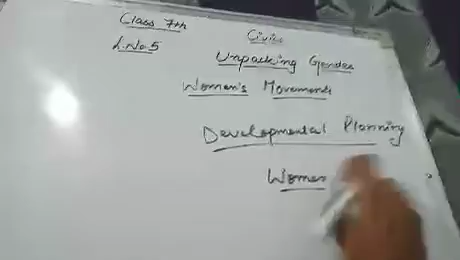 Class 7th
Civics
L.No 5
Unpacking Gender
Women's Movements
Developmental Planning
Women